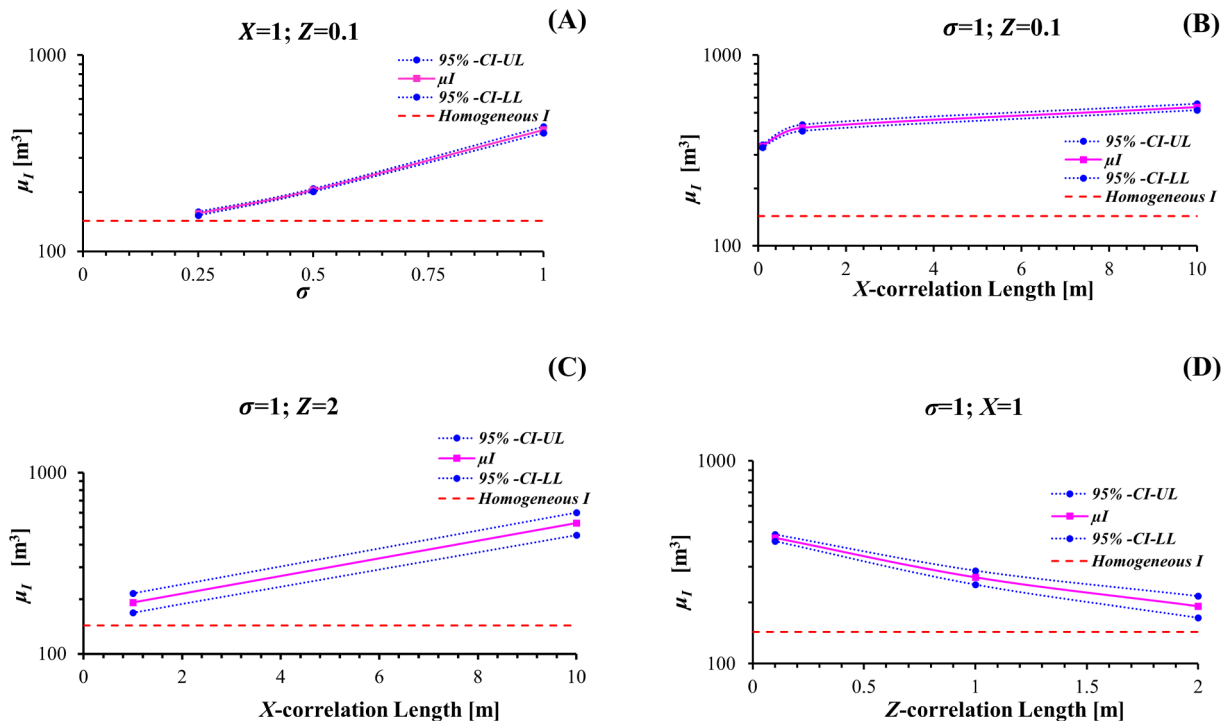 (A)
X=1; Z=0.1
1000
100
μI [m³]
0
0.25
0.5
0.75
1
σ
95% -CI-UL
μI
95% -CI-LL
Homogeneous I
(B)
σ=1; Z=0.1
1000
100
μI [m³]
0
2
4
6
8
10
X-correlation Length [m]
95% -CI-UL
μI
95% -CI-LL
Homogeneous I
(C)
σ=1; Z=2
1000
100
μI [m³]
0
2
4
6
8
10
X-correlation Length [m]
95% -CI-UL
μI
95% -CI-LL
Homogeneous I
(D)
σ=1; X=1
1000
100
μI [m³]
0
0.5
1
1.5
2
Z-correlation Length [m]
95% -CI-UL
μI
95% -CI-LL
Homogeneous I